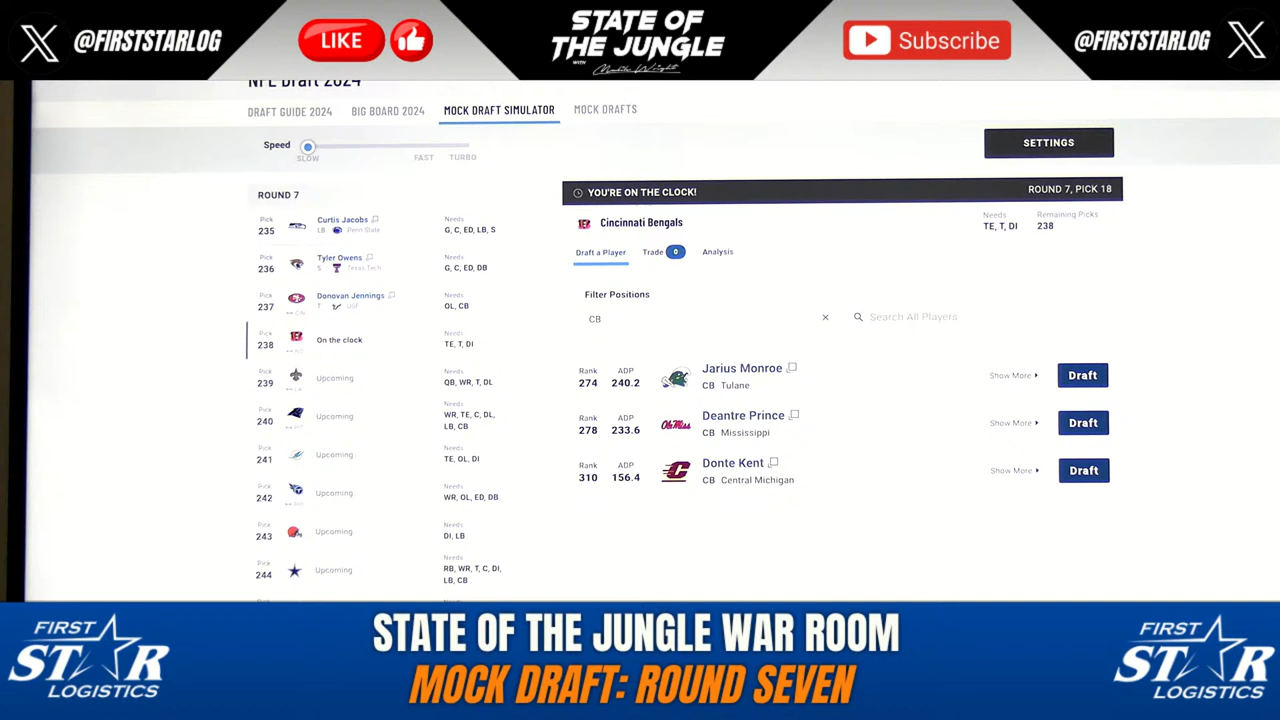 @FIRSTSTARLOG
LIKE
STATE OF
THE JUNGLE
WITH
Subscribe
@FIRSTSTARLOG
NFL Draft 2024
DRAFT GUIDE 2024
BIG BOARD 2024
MOCK DRAFT SIMULATOR
MOCK DRAFTS
Speed
SLOW
FAST
TURBO
SETTINGS
ROUND 7
Pick
235
Curtis Jacobs
LB Penn State
Needs
G, C, ED, LB, S
Pick
236
Tyler Owens
S Texas Tech
Needs
G, C, ED, DB
Pick
237
Donovan Jennings
T USF
Needs
OL, CB
Pick
238
On the clock
Needs
TE, T, DI
Pick
239
Upcoming
Needs
QB, WR, T, DL
Pick
240
Upcoming
Needs
WR, TE, C, DL,
LB, CB
Pick
241
Upcoming
Needs
TE, OL, DI
Pick
242
Upcoming
Needs
WR, OL, ED, DB
Pick
243
Upcoming
Needs
DI, LB
Pick
244
Upcoming
Needs
RB, WR, T, C, DI,
LB, CB
YOU'RE ON THE CLOCK!
ROUND 7, PICK 18
Cincinnati Bengals
Needs
TE, T, DI
Remaining Picks
238
Draft a Player
Trade 0
Analysis
Filter Positions
CB
Search All Players
Rank
274
ADP
240.2
Jarius Monroe
CB Tulane
Show More
Draft
Rank
278
ADP
233.6
Ole Miss
Deantre Prince
CB Mississippi
Show More
Draft
Rank
310
ADP
156.4
Donte Kent
CB Central Michigan
Show More
Draft
FIRST
STAR
LOGISTICS
STATE OF THE JUNGLE WAR ROOM
MOCK DRAFT: ROUND SEVEN
FIRST
STAR
LOGISTICS